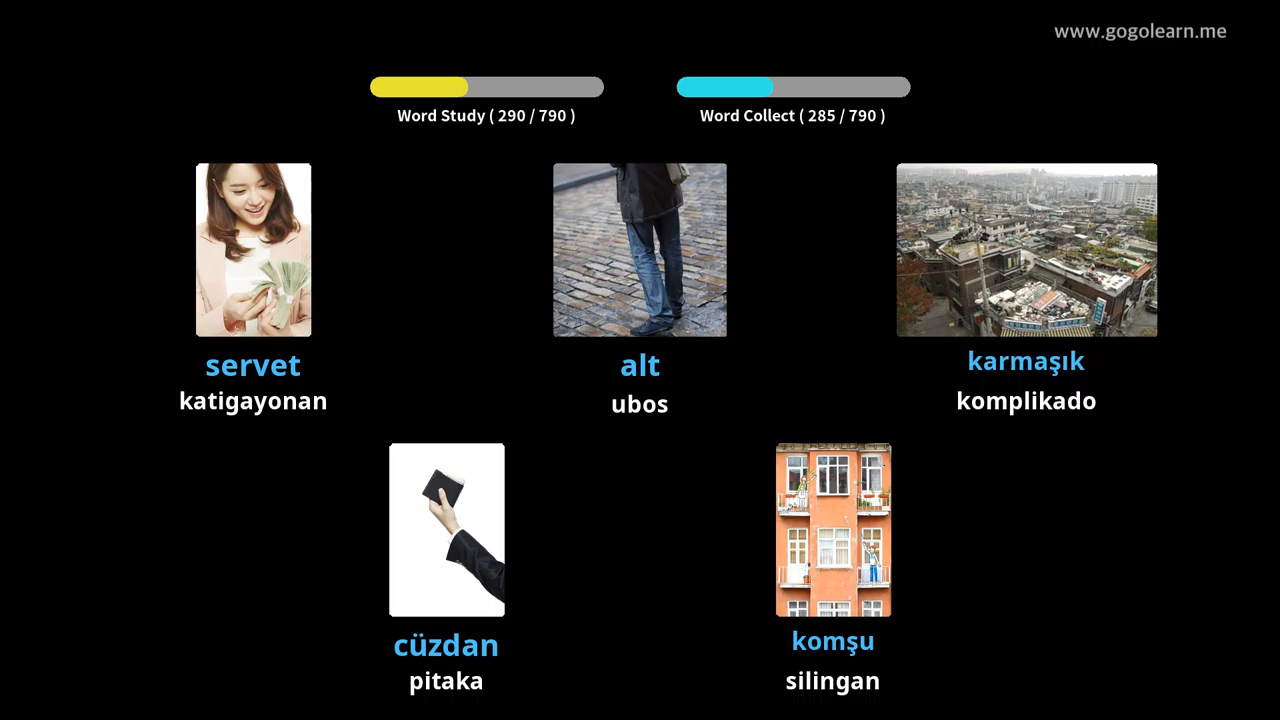 www.gogolearn.me
Word Study ( 290 / 790 )
Word Collect ( 285 / 790 )
servet
katigayonan
alt
ubos
karmaşık
komplikado
cüzdan
pitaka
komşu
silingan